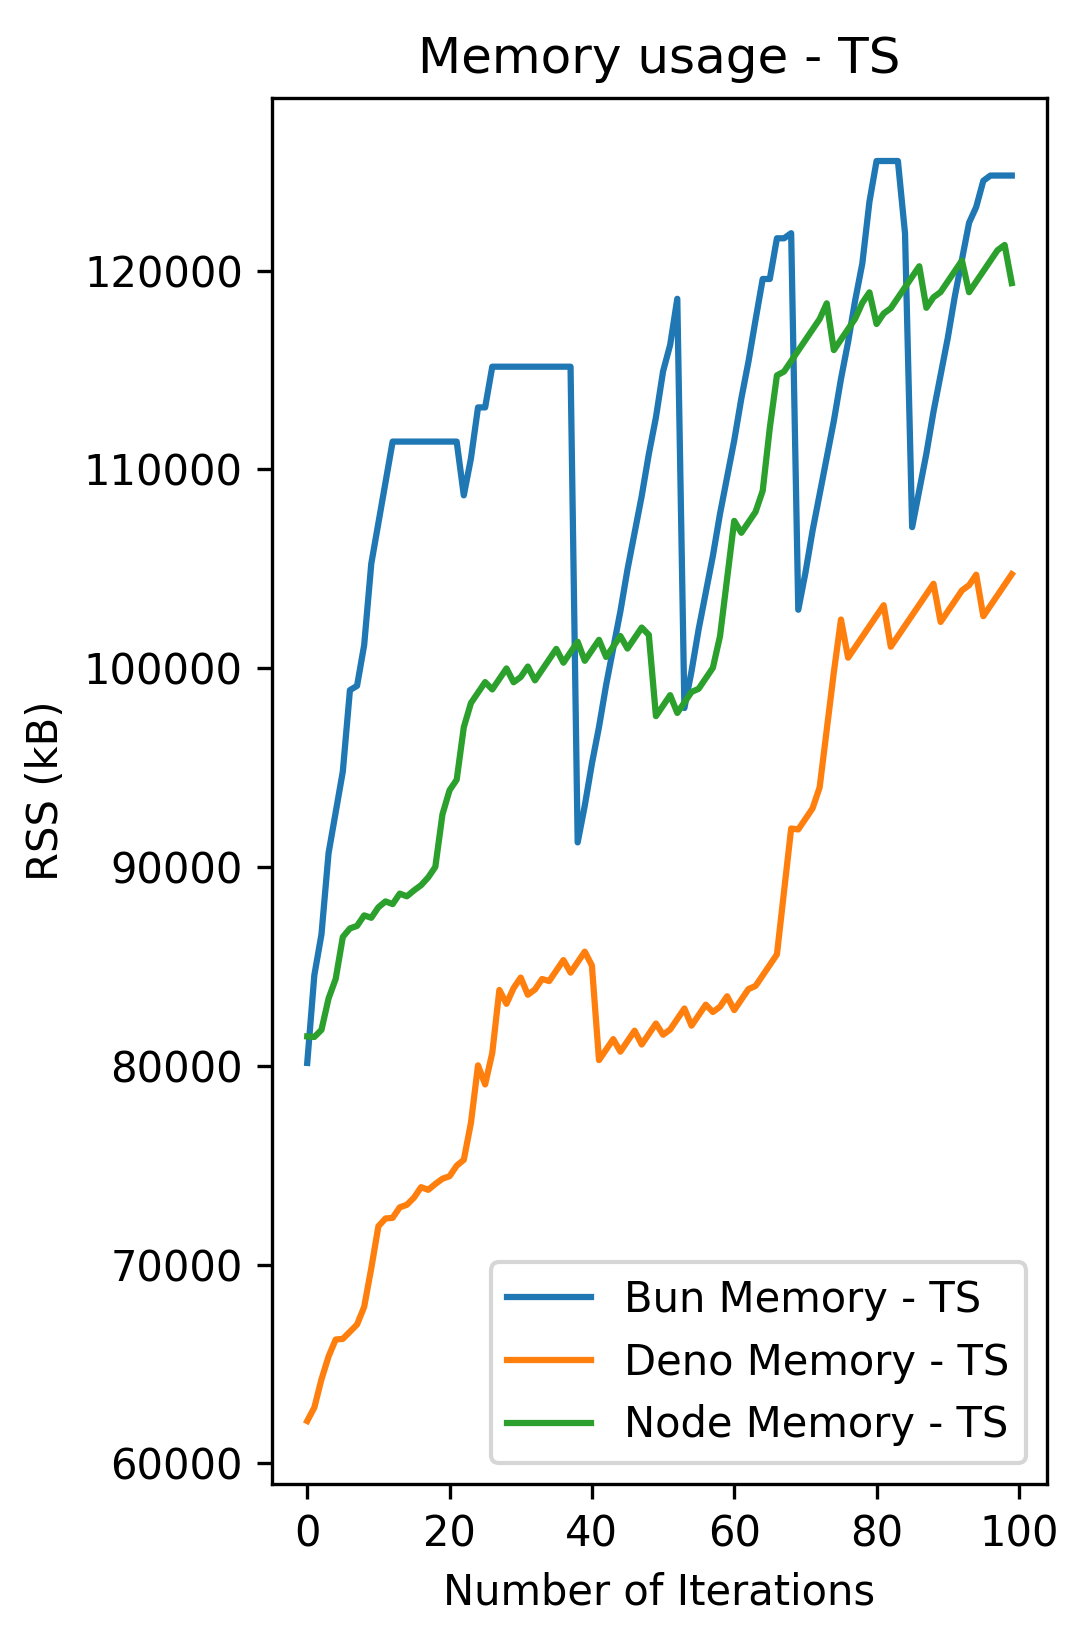 Memory usage - TS
120000
110000
100000
90000
80000
70000
60000
RSS (kB)
Bun Memory - TS
Deno Memory - TS
Node Memory - TS
0 20 40 60 80 100
Number of Iterations